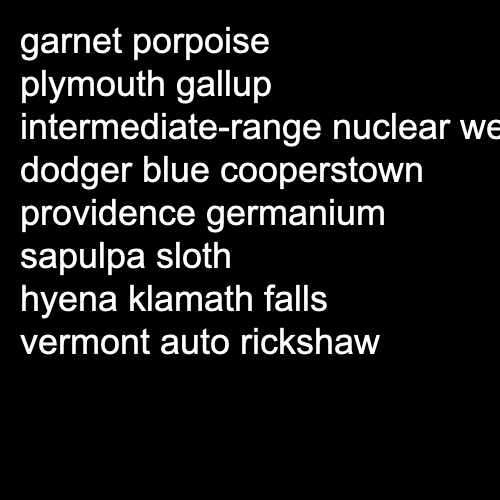 garnet porpoise
plymouth gallup
intermediate-range nuclear
dodger blue cooperstown
providence germanium
sapulpa sloth
hyena klamath falls
vermont auto rickshaw